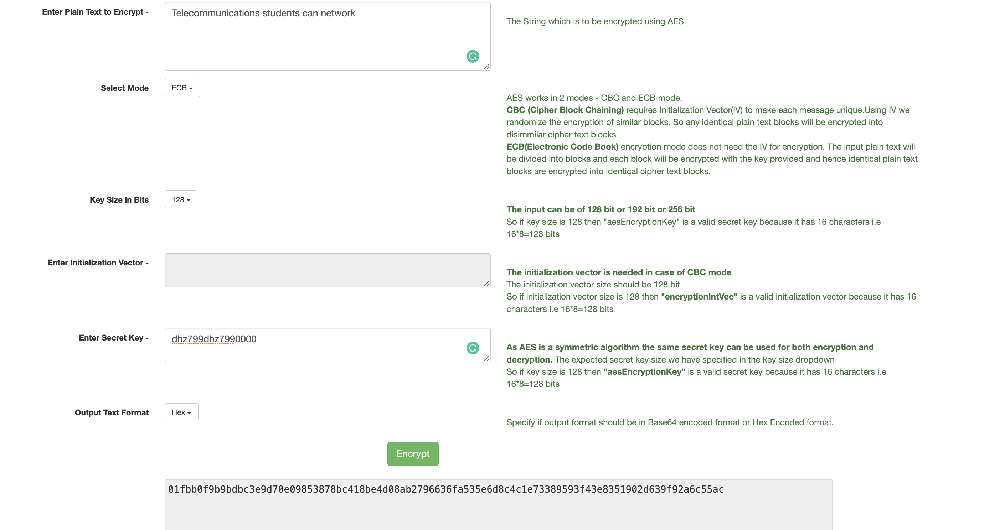 Enter Plain Text to Encrypt -
Telecommunications students can network
The String which is to be encrypted using AES
Select Mode
ECB
AES works in 2 modes - CBC and ECB mode.
CBC (Cipher Block Chaining) requires Initialization Vector(IV) to make each message unique.Using IV we
randomize the encryption of similar blocks. So any identical plain text blocks will be encrypted into
disimmilar cipher text blocks
ECB(Electronic Code Book) encryption mode does not need the IV for encryption. The input plain text will
be divided into blocks and each block will be encrypted with the key provided and hence identical plain text
blocks are encrypted into identical cipher text blocks.
Key Size in Bits
128
The input can be of 128 bit or 192 bit or 256 bit
So if key size is 128 then "aesEncryptionKey" is a valid secret key because it has 16 characters i.e
16*8=128 bits
Enter Initialization Vector -
The initialization vector is needed in case of CBC mode
The initialization vector size should be 128 bit
So if initialization vector size is 128 then "encryptionIntVec" is a valid initialization vector because it has 16
characters i.e 16*8=128 bits
Enter Secret Key -
dhz799dhz7990000
As AES is a symmetric algorithm the same secret key can be used for both encryption and
decryption. The expected secret key size we have specified in the key size dropdown
So if key size is 128 then "aesEncryptionKey" is a valid secret key because it has 16 characters i.e
16*8=128 bits
Output Text Format
Hex
Specify if output format should be in Base64 encoded format or Hex Encoded format.
Encrypt
01fbb0f9b9bdbc3e9d70e09853878bc418be4d08ab2796636fa535e6d8c4c1e73389593f43e8351902d639f92a6c55ac